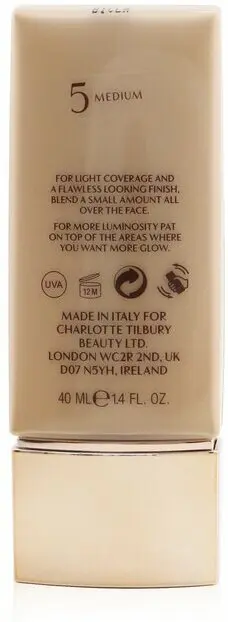 5 MEDIUM
FOR LIGHT COVERAGE AND
A FLAWLESS LOOKING FINISH,
BLEND A SMALL AMOUNT ALL
OVER THE FACE.
FOR MORE LUMINOSITY PAT
ON TOP OF THE AREAS WHERE
YOU WANT MORE GLOW.
UVA 12M
MADE IN ITALY FOR
CHARLOTTE TILBURY
BEAUTY LTD.
LONDON WC2R 2ND, UK
D07 N5YH, IRELAND
40 ML℮1.4 FL. OZ.